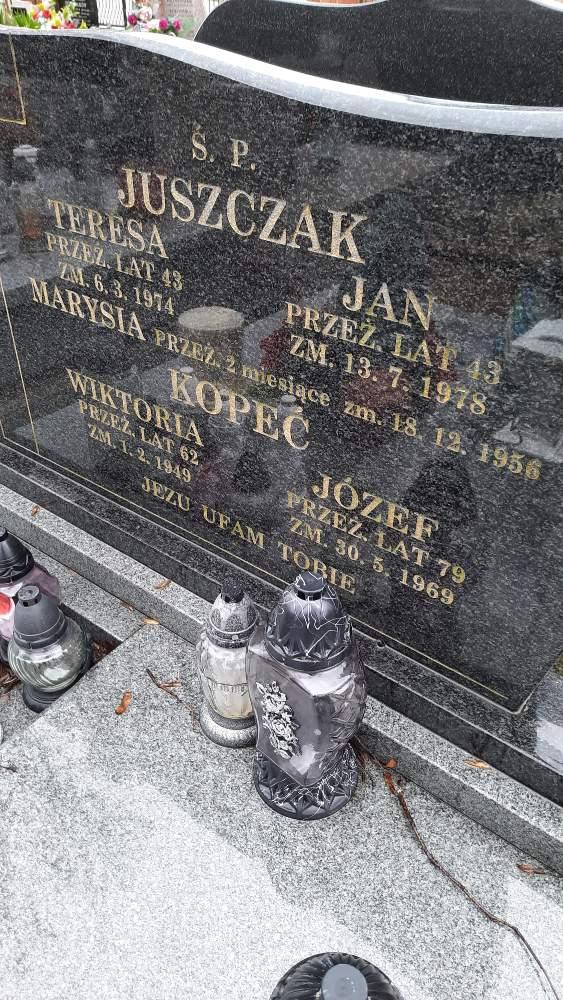 Ś. P.
JUSZCZAK
TERESA
PRZEŻ. LAT 43
ZM. 6. 3. 1974
JAN
PRZEŻ. LAT 43
ZM. 13. 7. 1978
MARYSIA PRZEŻ. 2 miesiące zm. 18. 12. 1956
KOPEĆ
WIKTORIA
PRZEŻ. LAT 62
ZM. 1. 2. 1949
JÓZEF
PRZEŻ. LAT 79
ZM. 30. 5. 1969
JEZU UFAM TOBIE